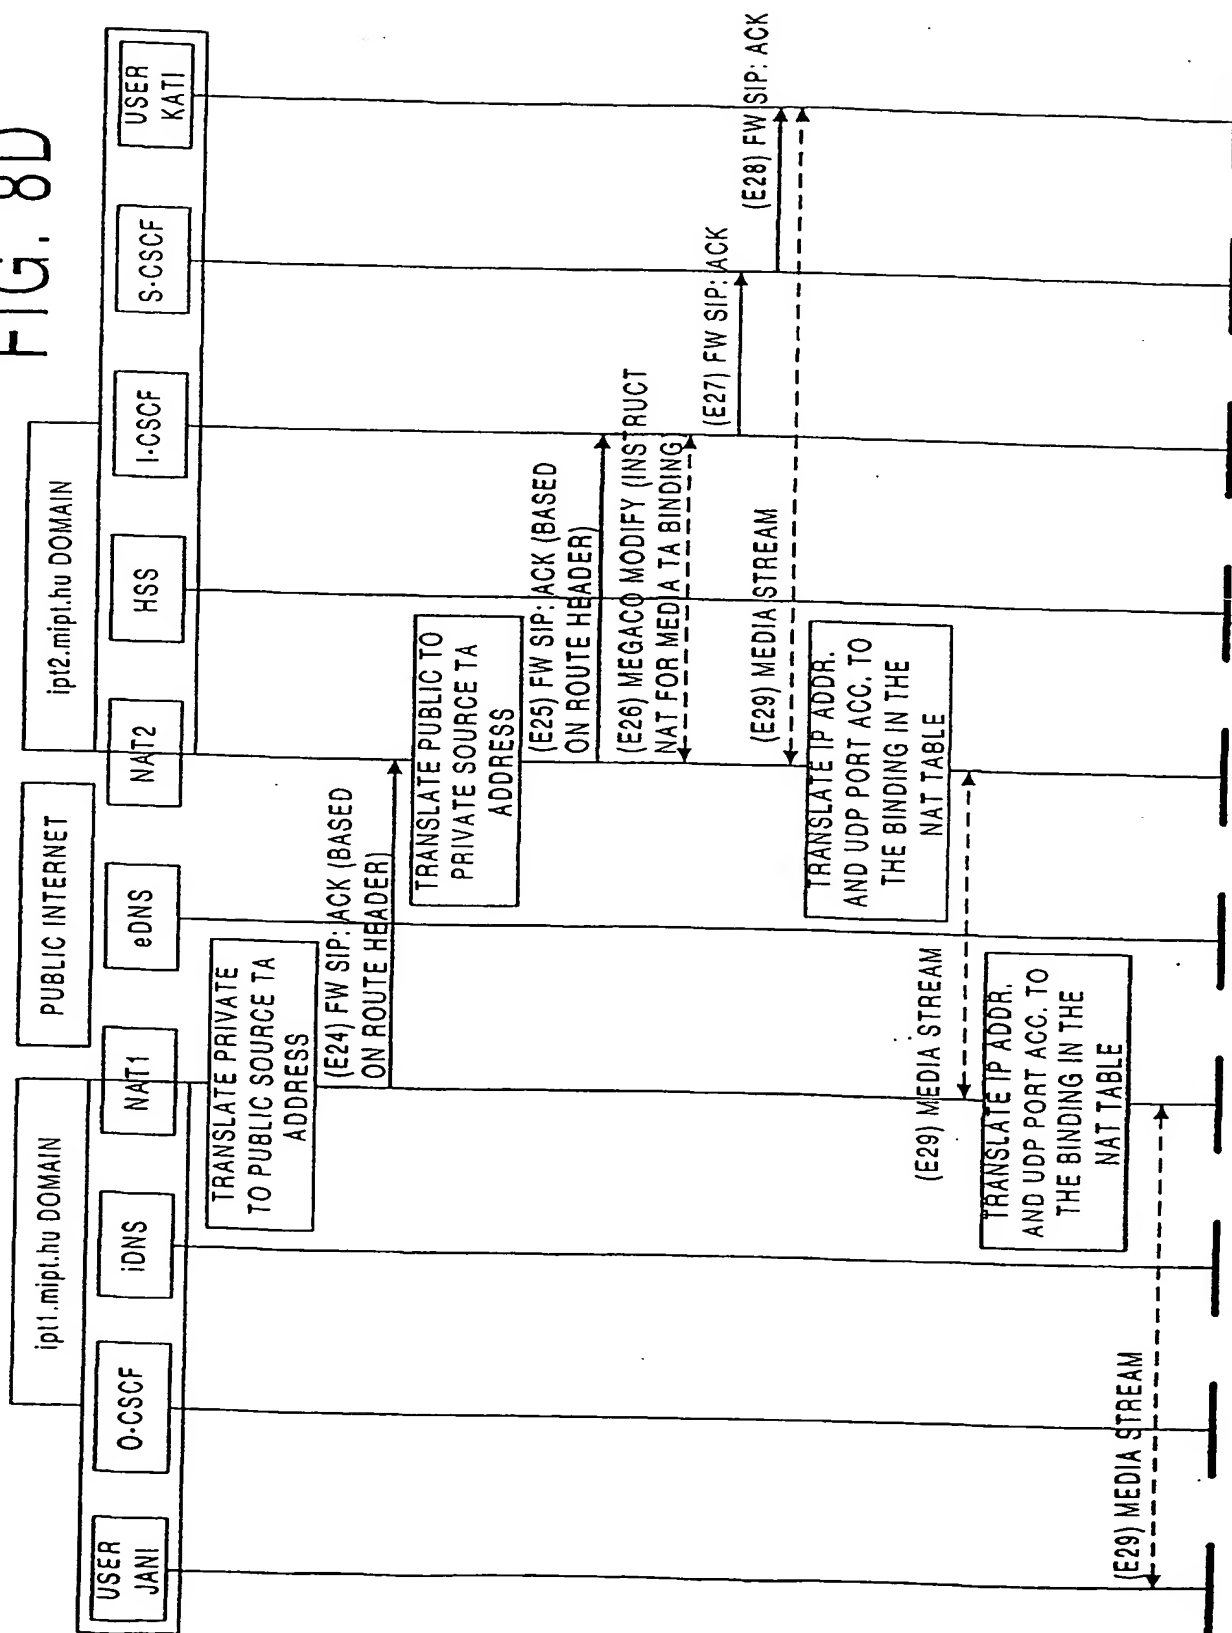 FIG. 8D
ipt1.mipt.hu DOMAIN
PUBLIC INTERNET
ipt2.mipt.hu DOMAIN
USER
JANI
O-CSCF
iDNS
NAT1
eDNS
NAT2
HSS
I-CSCF
S-CSCF
USER
KATI
TRANSLATE PRIVATE
TO PUBLIC SOURCE TA
ADDRESS
(E24) FW SIP: ACK (BASED
ON ROUTE HEADER)
TRANSLATE PUBLIC TO
PRIVATE SOURCE TA
ADDRESS
(E25) FW SIP: ACK (BASED
ON ROUTE HEADER)
(E26) MEGACO MODIFY (INSTRUCT
NAT FOR MEDIA TA BINDING)
(E27) FW SIP: ACK
(E28) FW SIP: ACK
(E29) MEDIA STREAM
TRANSLATE IP ADDR.
AND UDP PORT ACC. TO
THE BINDING IN THE
NAT TABLE
(E29) MEDIA STREAM
TRANSLATE IP ADDR.
AND UDP PORT ACC. TO
THE BINDING IN THE
NAT TABLE
(E29) MEDIA STREAM